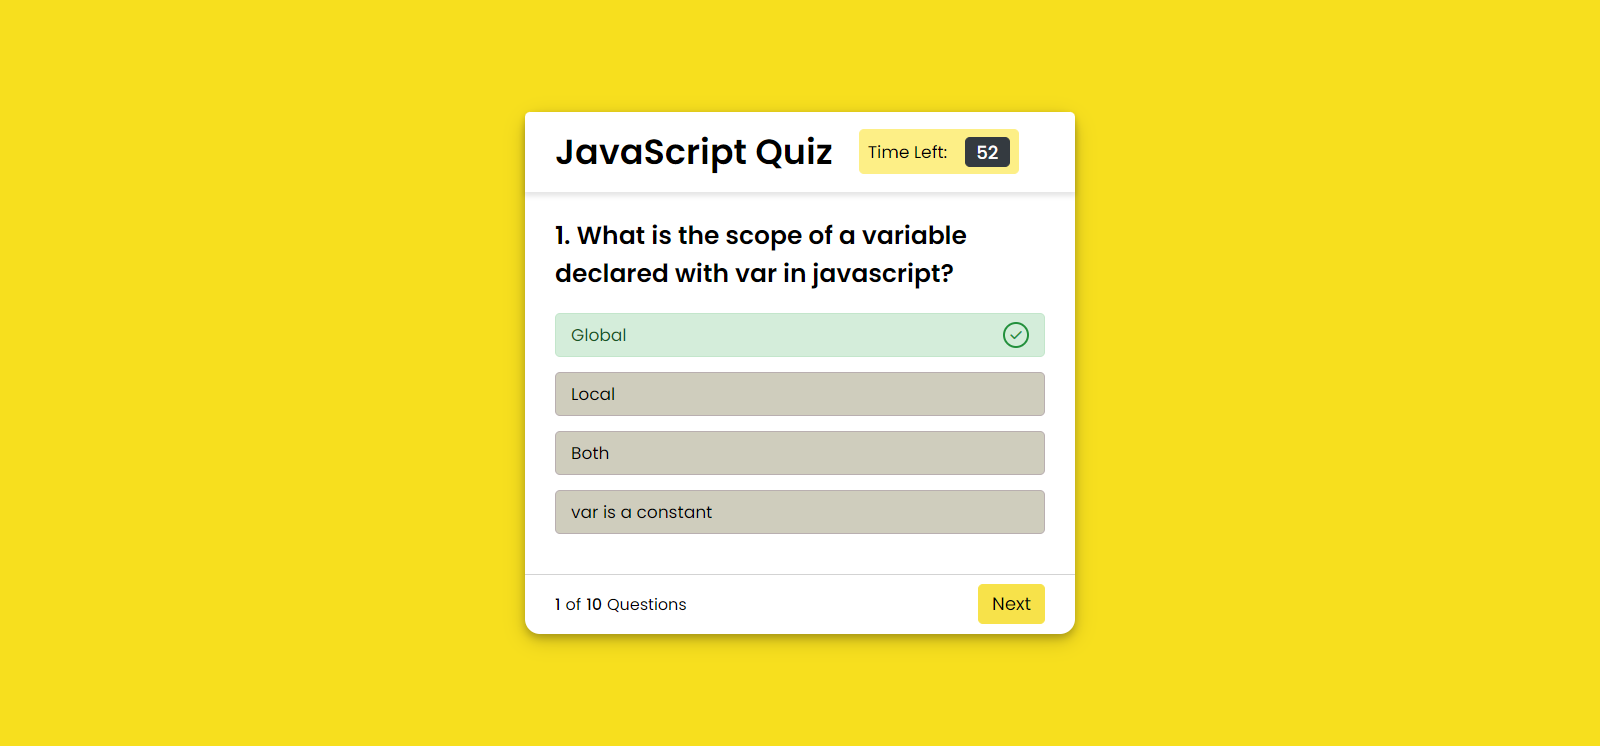 JavaScript Quiz
Time Left: 52
1. What is the scope of a variable
declared with var in javascript?
Global
Local
Both
var is a constant
1 of 10 Questions
Next